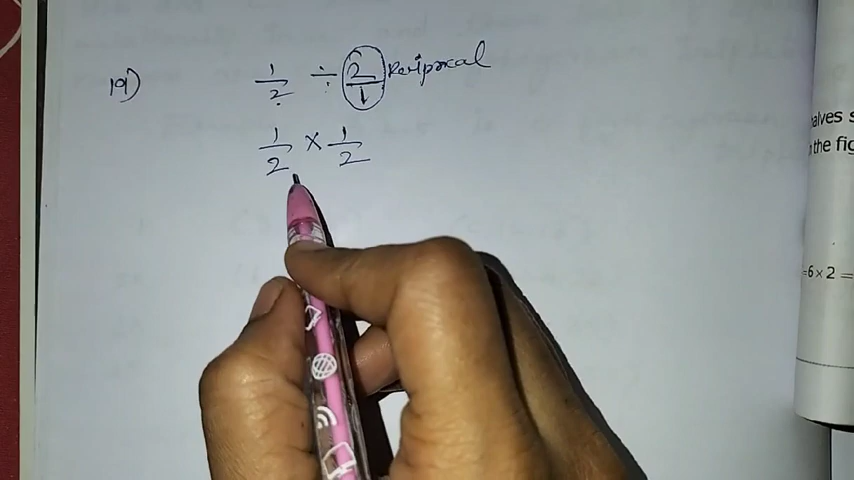 19) 1/2 ÷ 2/1 Reciprocal
1/2 × 1/2
alves s
the fig
=6×2=